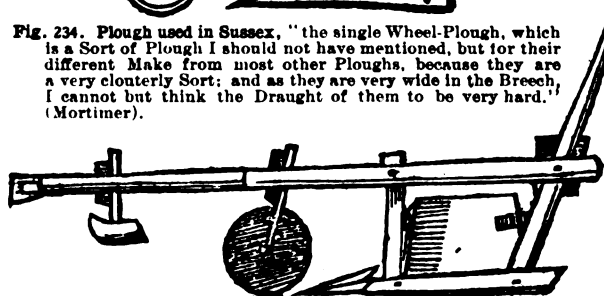 Fig. 234. Plough used in Sussex, "the single Wheel-Plough, which
is a Sort of Plough I should not have mentioned, but for their
different Make from most other Ploughs, because they are
a very clouterly Sort; and as they are very wide in the Breech,
I cannot but think the Draught of them to be very hard."
(Mortimer).